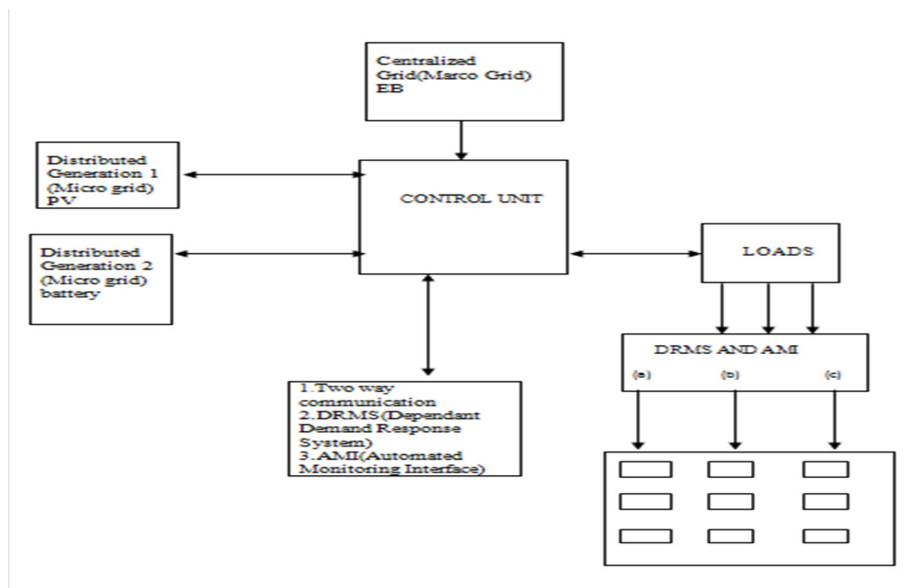 Centralized
Grid(Marco Grid)
EB
Distributed
Generation 1
(Micro grid)
PV
CONTROL UNIT
Distributed
Generation 2
(Micro grid)
battery
LOADS
DRMS AND AMI
(a) (b) (c)
1.Two way
communication
2.DRMS(Dependant
Demand Response
System)
3.AMI(Automated
Monitoring Interface)